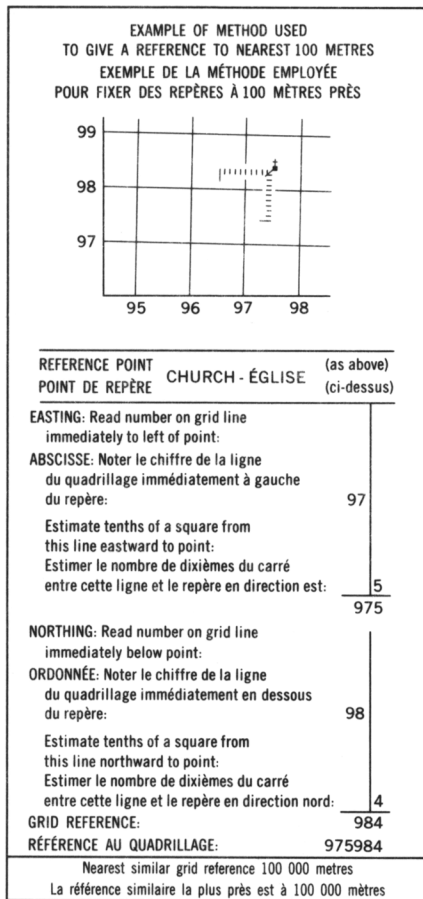 EXAMPLE OF METHOD USED
TO GIVE A REFERENCE TO NEAREST 100 METRES
EXEMPLE DE LA MÉTHODE EMPLOYÉE
POUR FIXER DES REPÈRES À 100 MÈTRES PRÈS
99
98
97
95 96 97 98
REFERENCE POINT
POINT DE REPÈRE
CHURCH - ÉGLISE
(as above)
(ci-dessus)
EASTING: Read number on grid line
immediately to left of point:
ABSCISSE: Noter le chiffre de la ligne
du quadrillage immédiatement à gauche
du repère: 97
Estimate tenths of a square from
this line eastward to point:
Estimer le nombre de dixièmes du carré
entre cette ligne et le repère en direction est: 5
975
NORTHING: Read number on grid line
immediately below point:
ORDONNÉE: Noter le chiffre de la ligne
du quadrillage immédiatement en dessous
du repère: 98
Estimate tenths of a square from
this line northward to point:
Estimer le nombre de dixièmes du carré
entre cette ligne et le repère en direction nord: 4
GRID REFERENCE: 984
RÉFÉRENCE AU QUADRILLAGE: 975984
Nearest similar grid reference 100 000 metres
La référence similaire la plus près est à 100 000 mètres